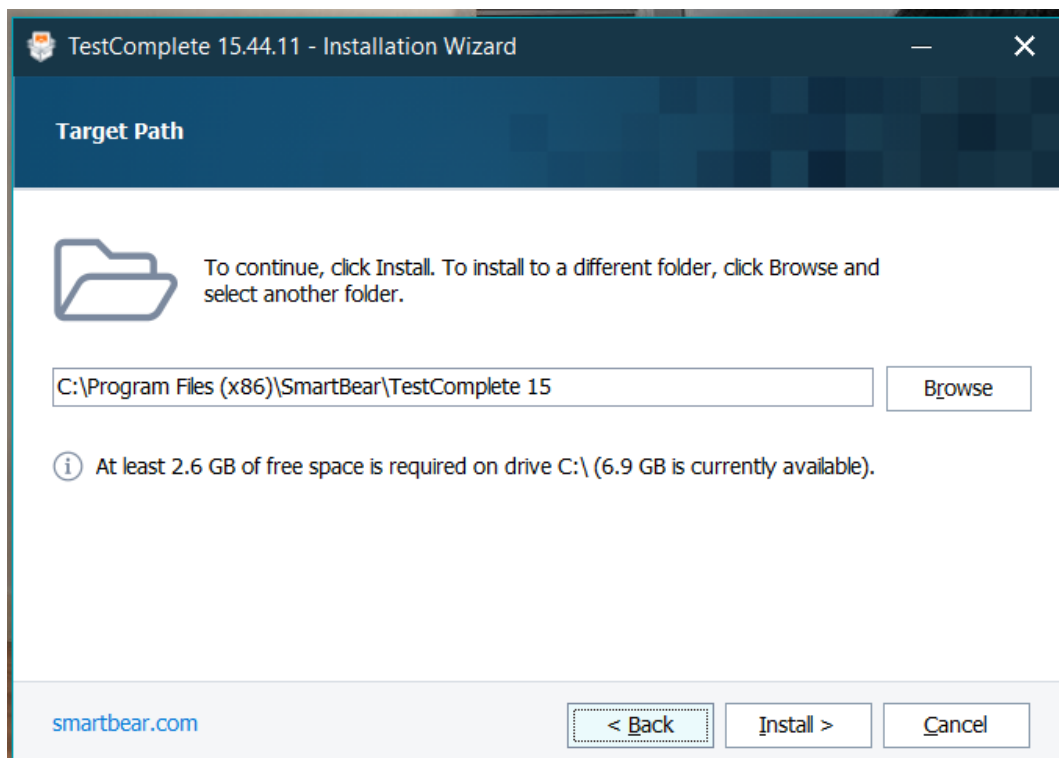 TestComplete 15.44.11 - Installation Wizard
Target Path
To continue, click Install. To install to a different folder, click Browse and
select another folder.
C:\Program Files (x86)\SmartBear\TestComplete 15
Browse
At least 2.6 GB of free space is required on drive C:\ (6.9 GB is currently available).
smartbear.com
< Back
Install >
Cancel